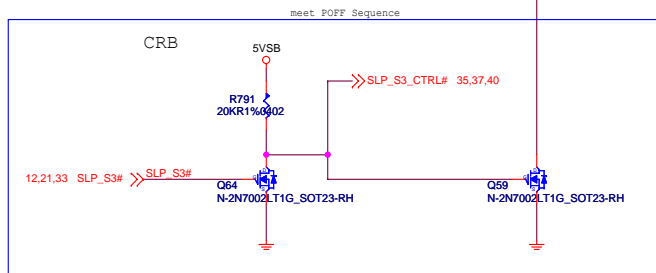 meet POFF Sequence
CRB
5VSB
SLP_S3_CTRL# 35,37,40
R791
20KR1%0402
12,21,33 SLP_S3# SLP_S3#
Q64
N-2N7002LT1G_SOT23-RH
Q59
N-2N7002LT1G_SOT23-RH